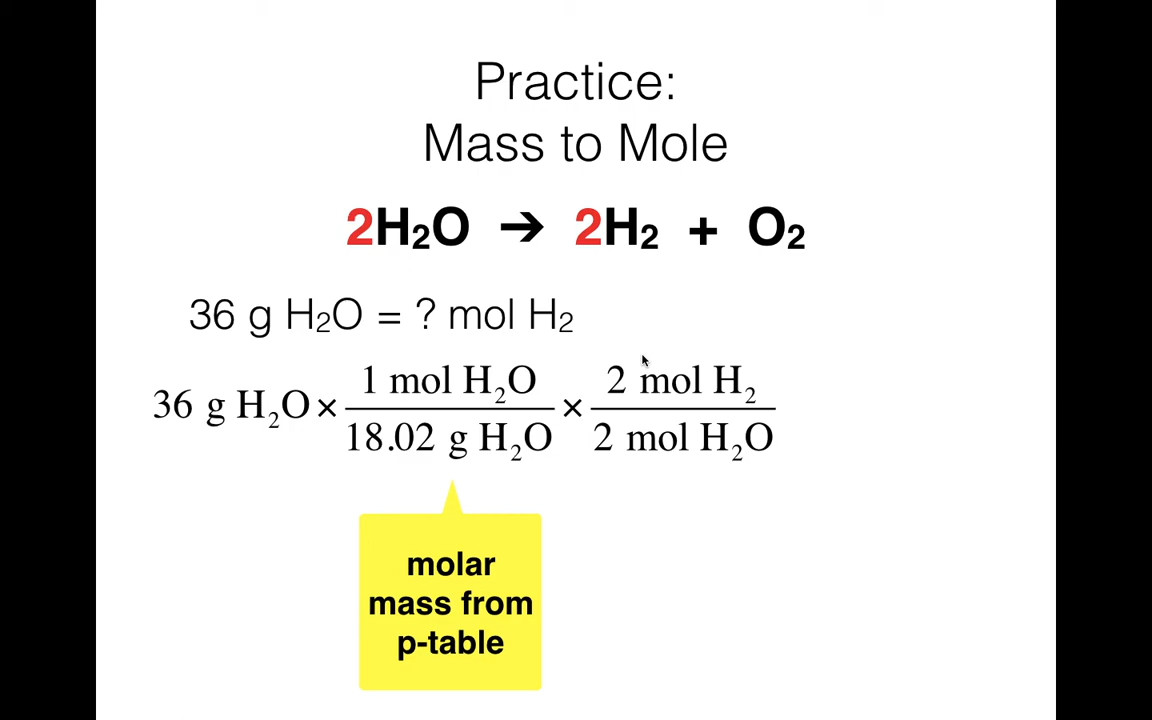 Practice:
Mass to Mole
2H₂O ➔ 2H₂ + O₂
36 g H₂O = ? mol H₂
36 g H₂O × 1 mol H₂O / 18.02 g H₂O × 2 mol H₂ / 2 mol H₂O
molar
mass from
p-table